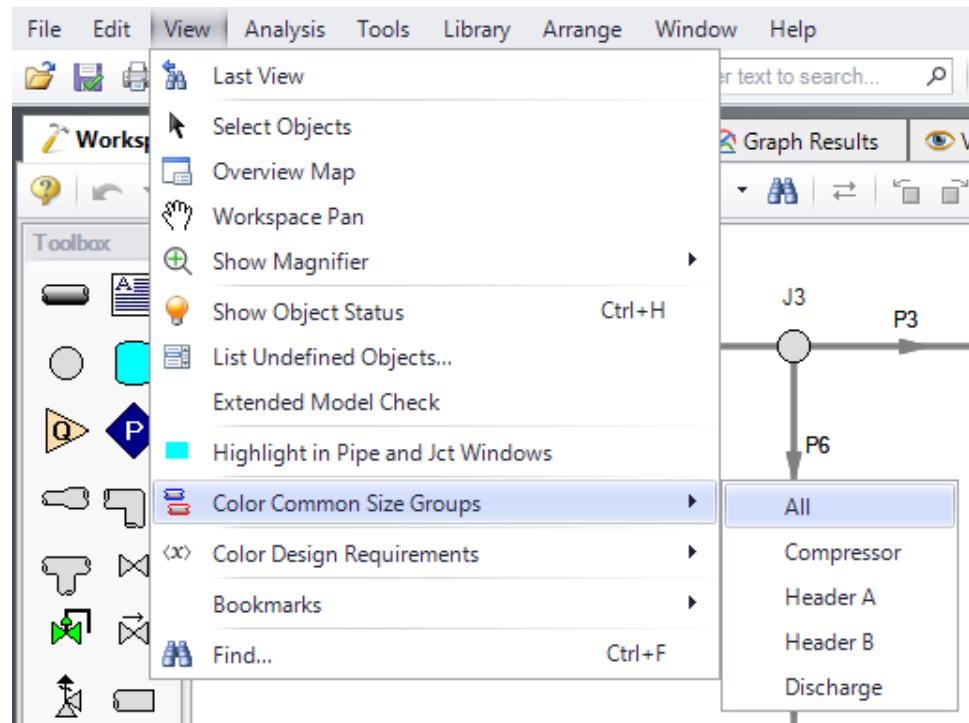 File Edit View Analysis Tools Library Arrange Window Help
Last View
text to search...
Select Objects
Graph Results
Overview Map
Workspace Pan
Toolbox
Show Magnifier
A
J3
P3
Show Object Status Ctrl+H
List Undefined Objects...
Extended Model Check
Q
P
Highlight in Pipe and Jct Windows
P6
Color Common Size Groups
All
Color Design Requirements
Compressor
Bookmarks
Header A
Header B
Find... Ctrl+F
Discharge